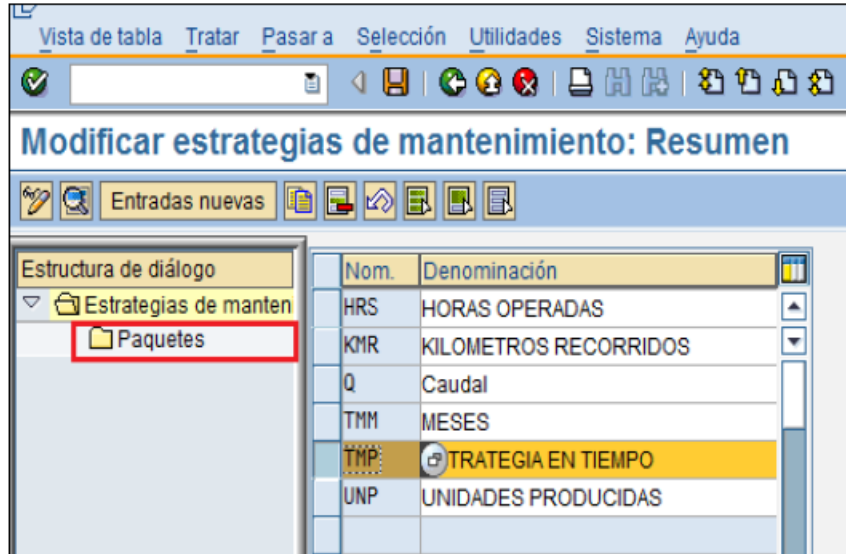 Vista de tabla Tratar Pasar a Selección Utilidades Sistema Ayuda
Modificar estrategias de mantenimiento: Resumen
Entradas nuevas
Estructura de diálogo
Estrategias de manten
Paquetes
Nom. Denominación
HRS HORAS OPERADAS
KMR KILOMETROS RECORRIDOS
Q Caudal
TMM MESES
TMP TRATEGIA EN TIEMPO
UNP UNIDADES PRODUCIDAS